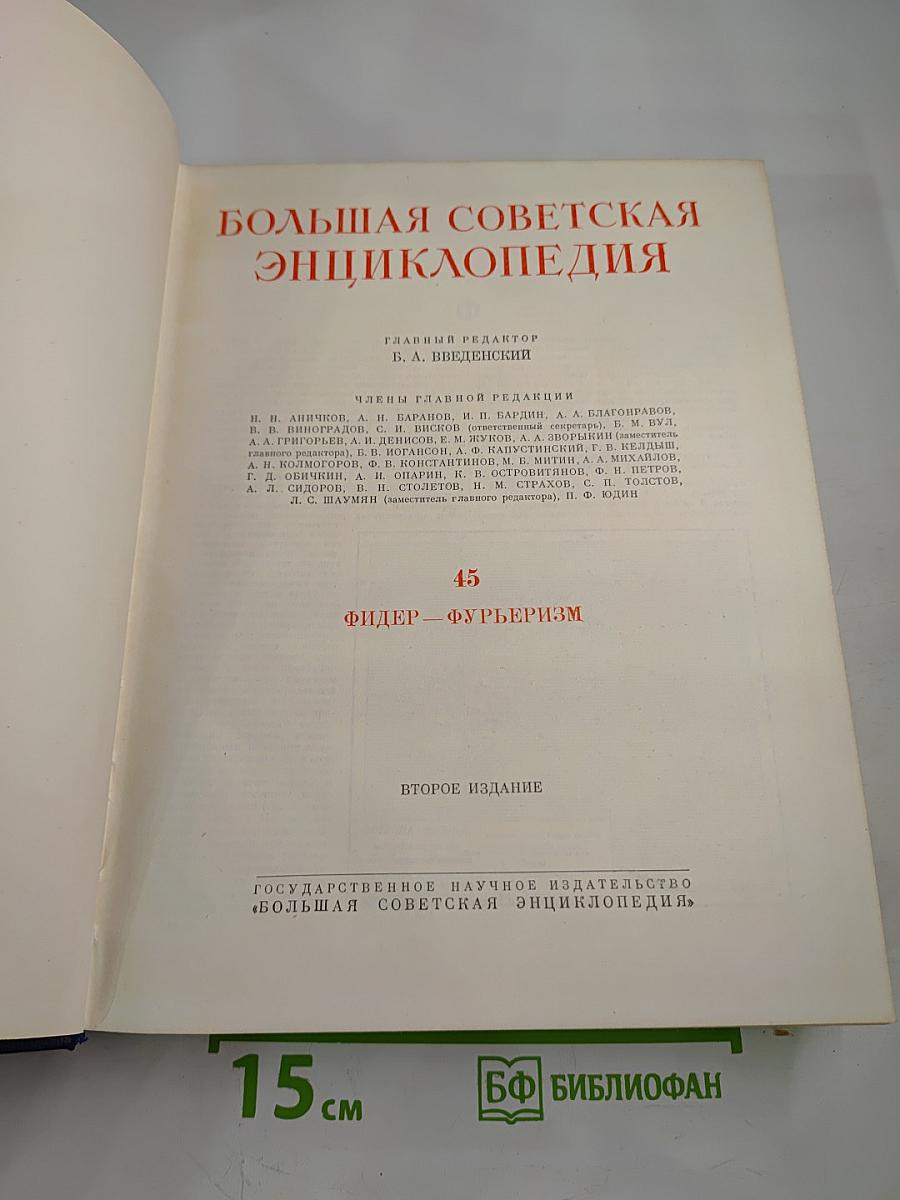 БОЛЬШАЯ СОВЕТСКАЯ
ЭНЦИКЛОПЕДИЯ
ГЛАВНЫЙ РЕДАКТОР
Б. А. ВВЕДЕНСКИЙ
ЧЛЕНЫ ГЛАВНОЙ РЕДАКЦИИ
Н. Н. АНИЧКОВ, А. Н. БАРАНОВ, И. П. БАРДИН, А. А. БЛАГОНРАВОВ,
В. В. ВИНОГРАДОВ, С. И. ВИСКОВ (ответственный секретарь), Б. М. ВУЛ,
А. А. ГРИГОРЬЕВ, А. И. ДЕНИСОВ, Е. М. ЖУКОВ, А. А. ЗВОРЫКИН (заместитель
главного редактора), Б. В. ИОГАНСОН, А. Ф. КАПУСТИНСКИЙ, Г. В. КЕЛДЫШ,
А. Н. КОЛМОГОРОВ, Ф. В. КОНСТАНТИНОВ, М. Б. МИТИН, А. А. МИХАЙЛОВ,
Г. Д. ОБИЧКИН, А. И. ОПАРИН, К. В. ОСТРОВИТЯНОВ, Ф. Н. ПЕТРОВ,
А. Л. СИДОРОВ, В. Н. СТОЛЕТОВ, Н. М. СТРАХОВ, С. П. ТОЛСТОВ,
Л. С. ШАУМЯН (заместитель главного редактора), П. Ф. ЮДИН
45
ФИДЕР — ФУРЬЕРИЗМ
ВТОРОЕ ИЗДАНИЕ
ГОСУДАРСТВЕННОЕ НАУЧНОЕ ИЗДАТЕЛЬСТВО
«БОЛЬШАЯ СОВЕТСКАЯ ЭНЦИКЛОПЕДИЯ»
15 см
БФ БИБЛИОФАН